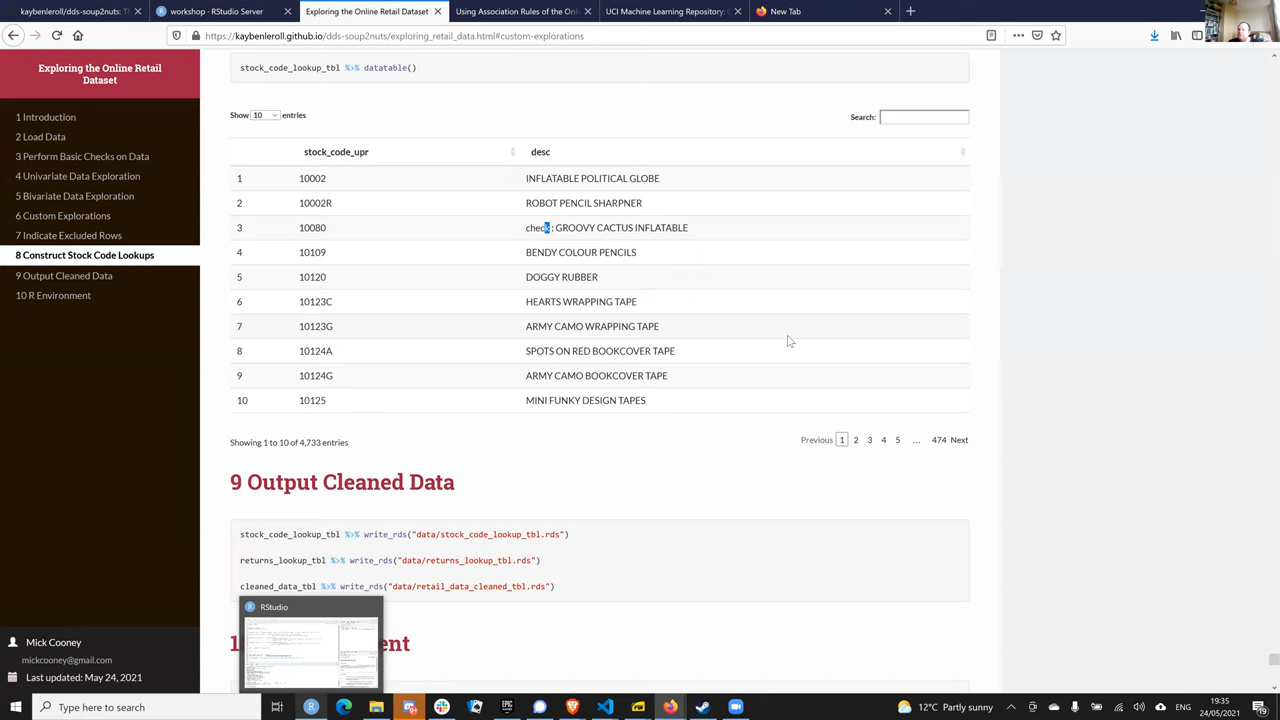 workshop - RStudio Server
Exploring the Online Retail Dataset
Using Association Rules of the Onl
UCI Machine Learning Repository
New Tab
https://kaybenleroll.github.io/dds-soup2nuts/exploring_retail_data.html#custom-explorations
Exploring the Online Retail
Dataset
1 Introduction
2 Load Data
3 Perform Basic Checks on Data
4 Univariate Data Exploration
5 Bivariate Data Exploration
6 Custom Explorations
7 Indicate Excluded Rows
8 Construct Stock Code Lookups
9 Output Cleaned Data
10 R Environment
Mick Cooney
mickcooney@gmail.com
Last updated: May 24, 2021
stock_code_lookup_tbl %>% datatable()
Show 10 entries
Search:
stock_code_upr desc
1 10002 INFLATABLE POLITICAL GLOBE
2 10002R ROBOT PENCIL SHARPNER
3 10080 check : GROOVY CACTUS INFLATABLE
4 10109 BENDY COLOUR PENCILS
5 10120 DOGGY RUBBER
6 10123C HEARTS WRAPPING TAPE
7 10123G ARMY CAMO WRAPPING TAPE
8 10124A SPOTS ON RED BOOKCOVER TAPE
9 10124G ARMY CAMO BOOKCOVER TAPE
10 10125 MINI FUNKY DESIGN TAPES
Showing 1 to 10 of 4,733 entries
Previous 1 2 3 4 5 … 474 Next
9 Output Cleaned Data
stock_code_lookup_tbl %>% write_rds("data/stock_code_lookup_tbl.rds")
returns_lookup_tbl %>% write_rds("data/returns_lookup_tbl.rds")
cleaned_data_tbl %>% write_rds("data/retail_data_cleaned_tbl.rds")
RStudio
1 ent
Type here to search
12°C Partly sunny
19:35
24/05/2021
19